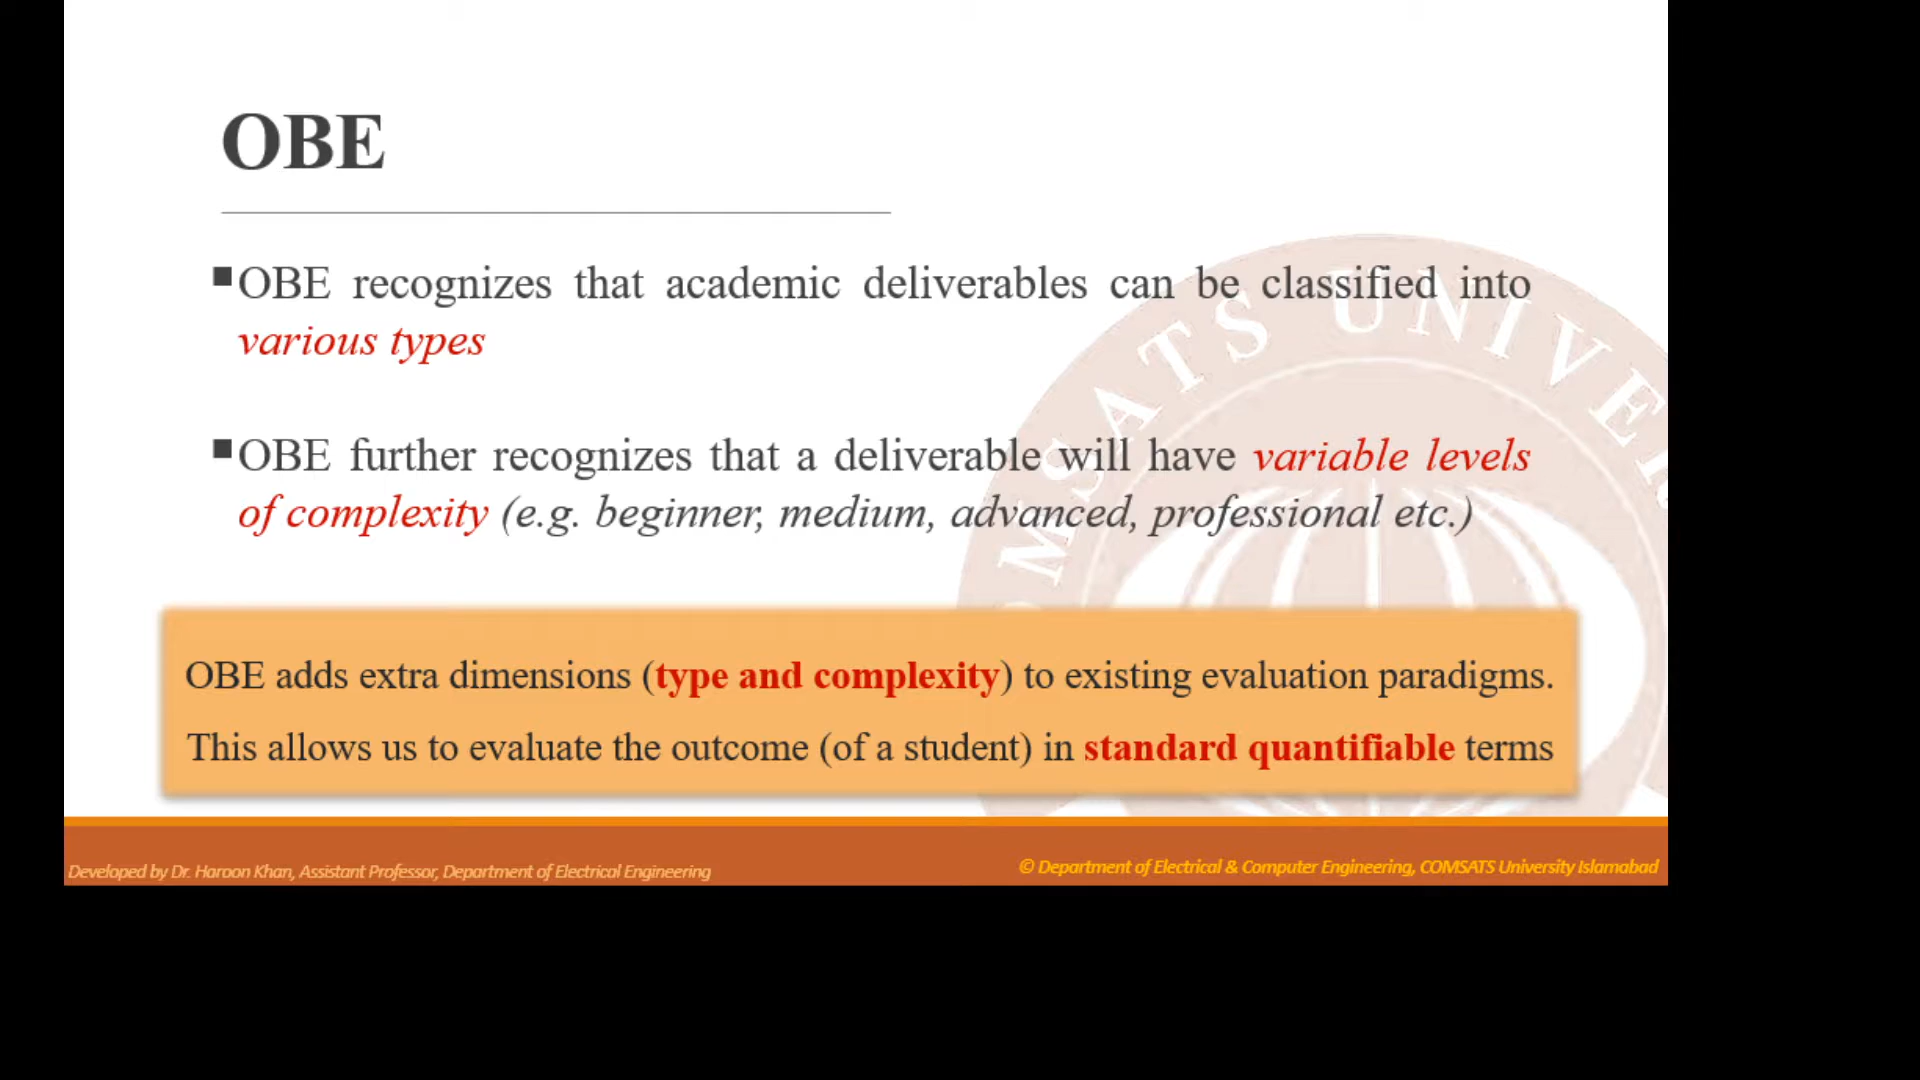 OBE
▪OBE recognizes that academic deliverables can be classified into
various types
▪OBE further recognizes that a deliverable will have variable levels
of complexity (e.g. beginner, medium, advanced, professional etc.)
OBE adds extra dimensions (type and complexity) to existing evaluation paradigms.
This allows us to evaluate the outcome (of a student) in standard quantifiable terms
Developed by Dr. Haroon Khan, Assistant Professor, Department of Electrical Engineering
© Department of Electrical & Computer Engineering, COMSATS University Islamabad